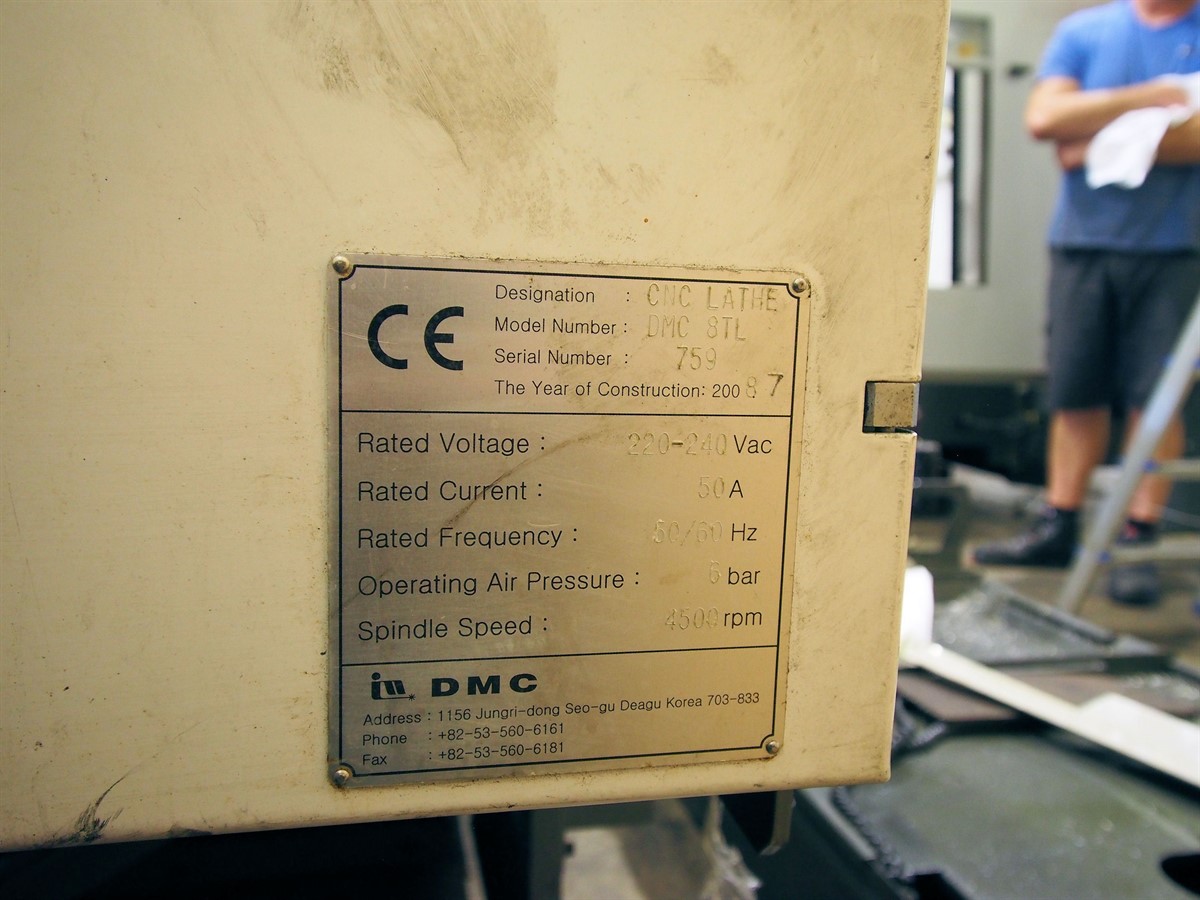 CE
Designation : CNC LATHE
Model Number : DMC 8TL
Serial Number : 759
The Year of Construction: 200 8 7
Rated Voltage : 220-240 Vac
Rated Current : 50 A
Rated Frequency : 50/60 Hz
Operating Air Pressure : 6 bar
Spindle Speed : 4500 rpm
DMC
Address : 1156 Jungri-dong Seo-gu Deagu Korea 703-833
Phone : +82-53-560-6161
Fax : +82-53-560-6181